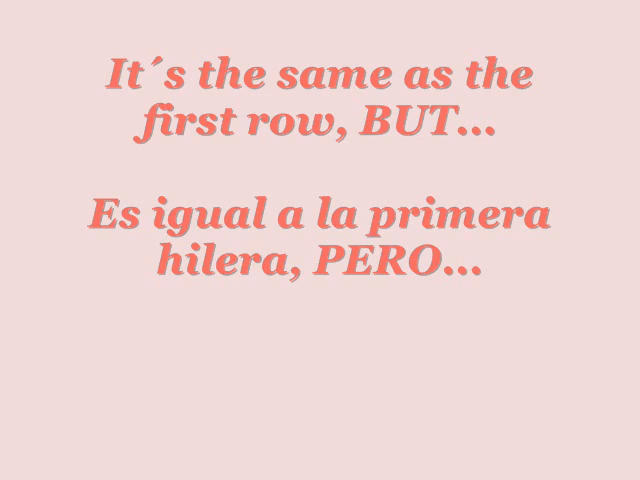 It´s the same as the
first row, BUT...
Es igual a la primera
hilera, PERO...